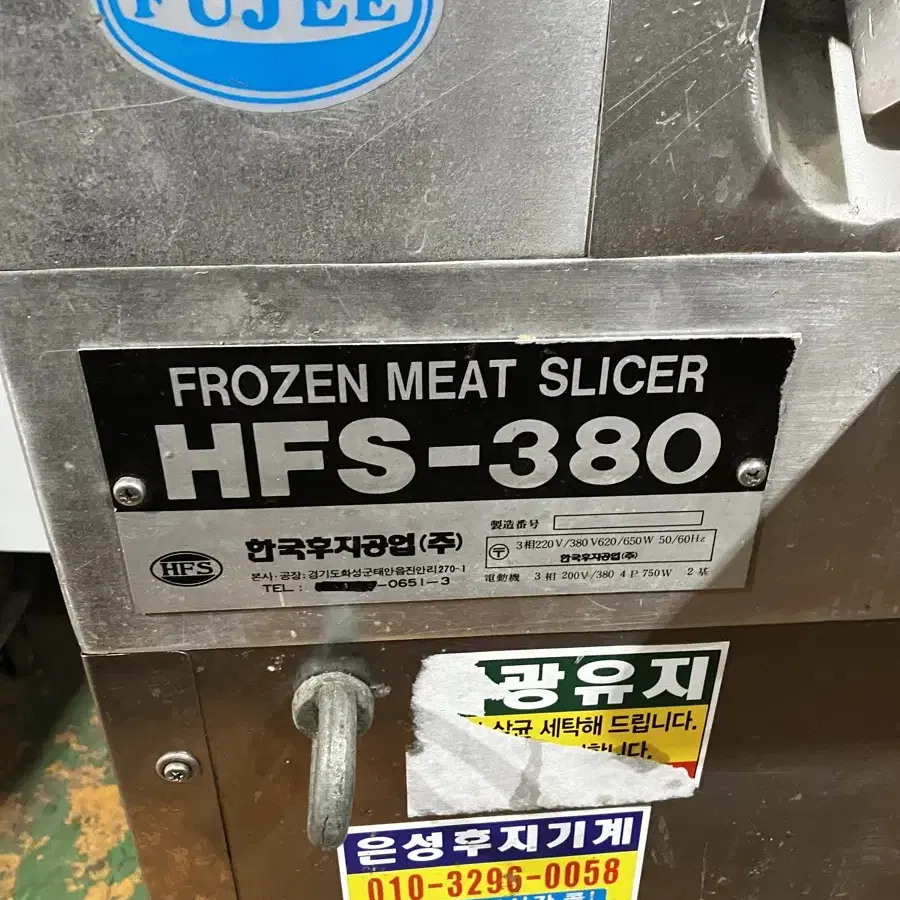 FUJEE
FROZEN MEAT SLICER
HFS-380
製造番号
3相220V/380V620/650W 50/60Hz
한국후지공업(주)
한국후지공업(주)
HFS
본사·공장:경기도화성군태안읍진안리270-1
TEL: -0651-3
電動機 3相 200V/380 4P 750W 2基
광유지
살균 세탁해 드립니다.
니다.
은성후지기계
010-3296-0058